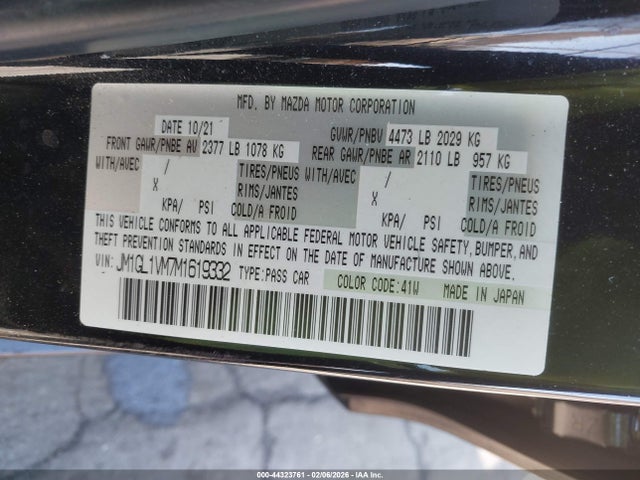 MFD. BY MAZDA MOTOR CORPORATION
DATE 10/21 GVWR/PNBV 4473 LB 2029 KG
FRONT GAWR/PNBE AV 2377 LB 1078 KG REAR GAWR/PNBE AR 2110 LB 957 KG
WITH/AVEC / TIRES/PNEUS WITH/AVEC / TIRES/PNEUS
X RIMS/JANTES X RIMS/JANTES
KPA/ PSI COLD/A FROID KPA/ PSI COLD/A FROID
THIS VEHICLE CONFORMS TO ALL APPLICABLE FEDERAL MOTOR VEHICLE SAFETY, BUMPER, AND
THEFT PREVENTION STANDARDS IN EFFECT ON THE DATE OF MANUFACTURE SHOWN ABOVE.
VIN: JM1GL1VM7M1619332 TYPE:PASS CAR COLOR CODE:41W MADE IN JAPAN
000-44323761 - 02/06/2026 - IAA Inc.